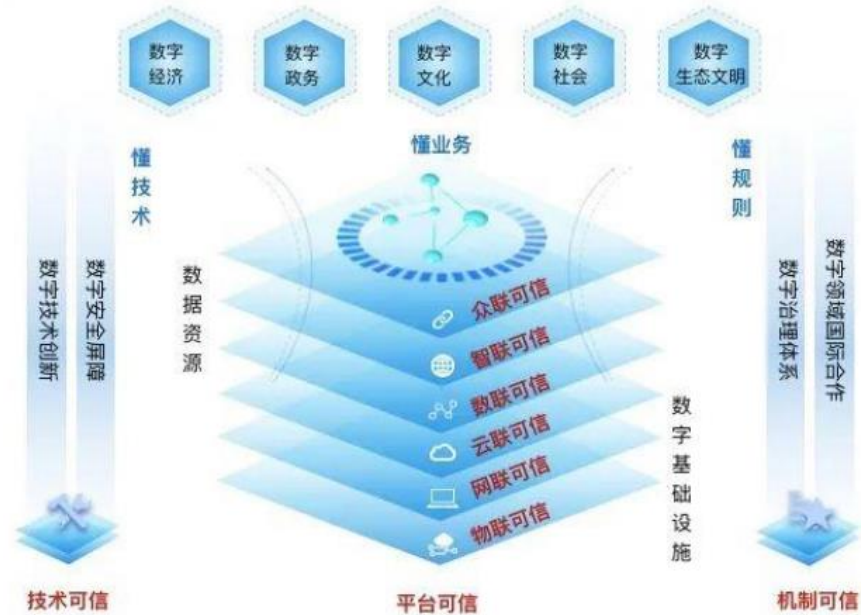 数字
经济
数字
政务
数字
文化
数字
社会
数字
生态文明
懂技术
懂业务
懂规则
数字技术创新
数字安全屏障
数据资源
众联可信
智联可信
数联可信
云联可信
网联可信
物联可信
数字基础设施
数字治理体系
数字领域国际合作
技术可信
平台可信
机制可信